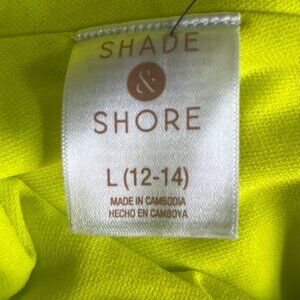 SHADE
&
SHORE
L (12-14)
MADE IN CAMBODIA
HECHO EN CAMBOYA